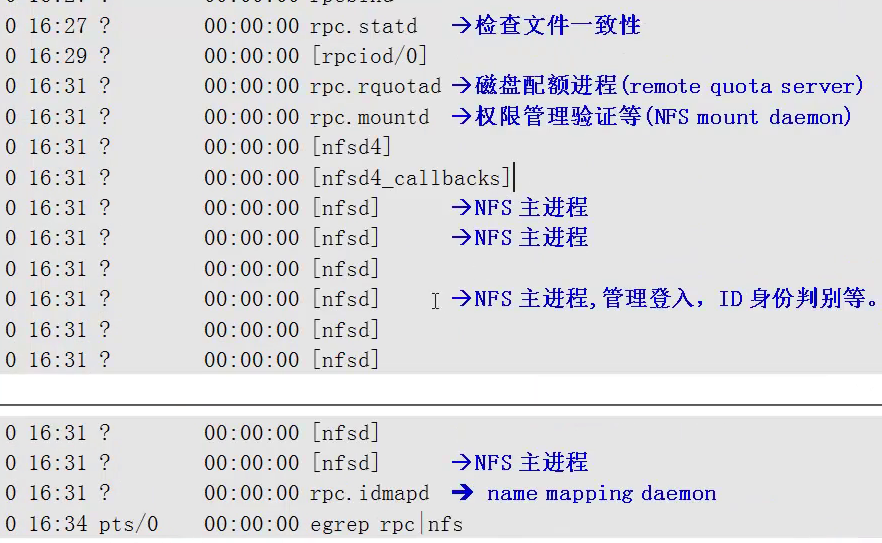 0 16:27 ? 00:00:00 rpc.statd →检查文件一致性
0 16:29 ? 00:00:00 [rpciod/0]
0 16:31 ? 00:00:00 rpc.rquotad →磁盘配额进程(remote quota server)
0 16:31 ? 00:00:00 rpc.mountd →权限管理验证等(NFS mount daemon)
0 16:31 ? 00:00:00 [nfsd4]
0 16:31 ? 00:00:00 [nfsd4_callbacks]
0 16:31 ? 00:00:00 [nfsd] →NFS 主进程
0 16:31 ? 00:00:00 [nfsd] →NFS 主进程
0 16:31 ? 00:00:00 [nfsd]
0 16:31 ? 00:00:00 [nfsd] →NFS 主进程,管理登入，ID 身份判别等。
0 16:31 ? 00:00:00 [nfsd]
0 16:31 ? 00:00:00 [nfsd]
0 16:31 ? 00:00:00 [nfsd]
0 16:31 ? 00:00:00 [nfsd] →NFS 主进程
0 16:31 ? 00:00:00 rpc.idmapd → name mapping daemon
0 16:34 pts/0 00:00:00 egrep rpc|nfs